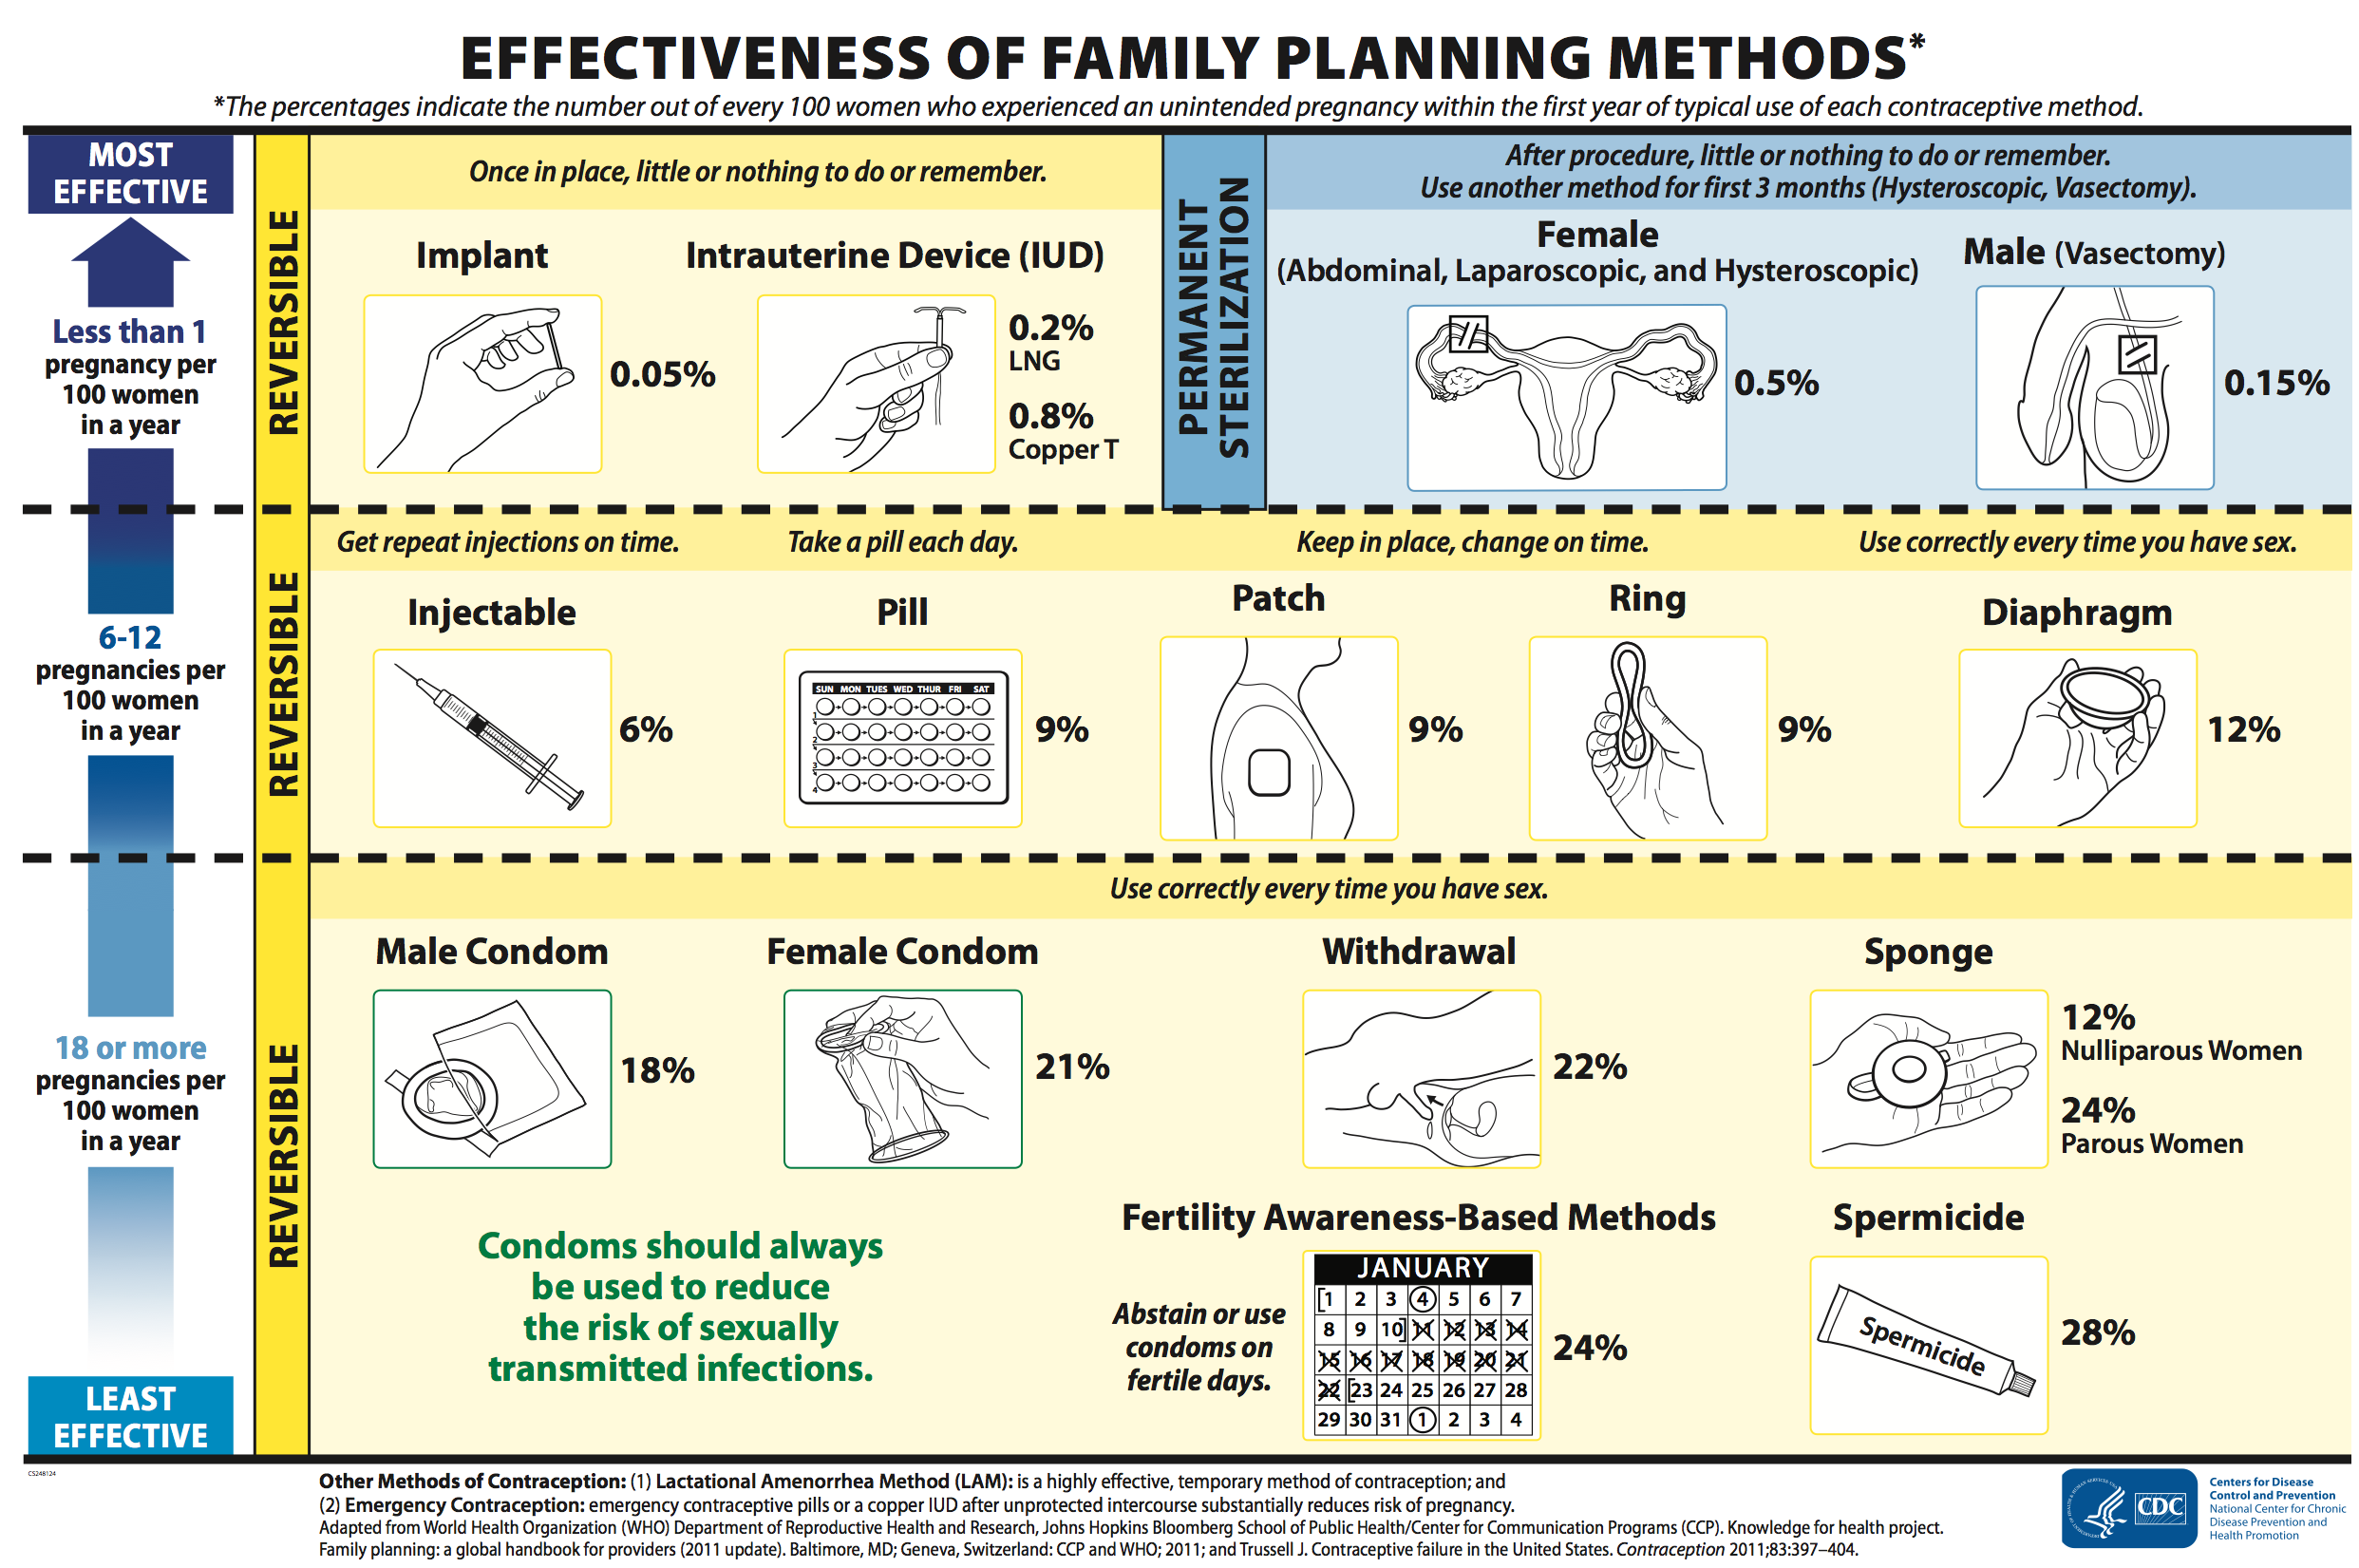 EFFECTIVENESS OF FAMILY PLANNING METHODS*
*The percentages indicate the number out of every 100 women who experienced an unintended pregnancy within the first year of typical use of each contraceptive method.
MOST
EFFECTIVE
Less than 1
pregnancy per
100 women
in a year
REVERSIBLE
Once in place, little or nothing to do or remember.
Implant
0.05%
Intrauterine Device (IUD)
0.2%
LNG
0.8%
Copper T
PERMANENT
STERILIZATION
After procedure, little or nothing to do or remember.
Use another method for first 3 months (Hysteroscopic, Vasectomy).
Female
(Abdominal, Laparoscopic, and Hysteroscopic)
0.5%
Male (Vasectomy)
0.15%
6-12
pregnancies per
100 women
in a year
REVERSIBLE
Get repeat injections on time.
Take a pill each day.
Keep in place, change on time.
Use correctly every time you have sex.
Injectable
6%
Pill
SUN MON TUES WED THUR FRI SAT
1
2
3
4
9%
Patch
9%
Ring
9%
Diaphragm
12%
18 or more
pregnancies per
100 women
in a year
LEAST
EFFECTIVE
REVERSIBLE
Use correctly every time you have sex.
Male Condom
18%
Female Condom
21%
Withdrawal
22%
Sponge
12%
Nulliparous Women
24%
Parous Women
Condoms should always
be used to reduce
the risk of sexually
transmitted infections.
Fertility Awareness-Based Methods
Abstain or use
condoms on
fertile days.
JANUARY
[1 2 3 4 5 6 7
8 9 10] 11 12 13 14
15 16 17 18 19 20 21
22 [23 24 25 26 27 28
29 30 31 1 2 3 4
24%
Spermicide
Spermicide
28%
CS248124
Other Methods of Contraception: (1) Lactational Amenorrhea Method (LAM): is a highly effective, temporary method of contraception; and
(2) Emergency Contraception: emergency contraceptive pills or a copper IUD after unprotected intercourse substantially reduces risk of pregnancy.
Adapted from World Health Organization (WHO) Department of Reproductive Health and Research, Johns Hopkins Bloomberg School of Public Health/Center for Communication Programs (CCP). Knowledge for health project.
Family planning: a global handbook for providers (2011 update). Baltimore, MD; Geneva, Switzerland: CCP and WHO; 2011; and Trussell J. Contraceptive failure in the United States. Contraception 2011;83:397–404.
CDC
Centers for Disease
Control and Prevention
National Center for Chronic
Disease Prevention and
Health Promotion